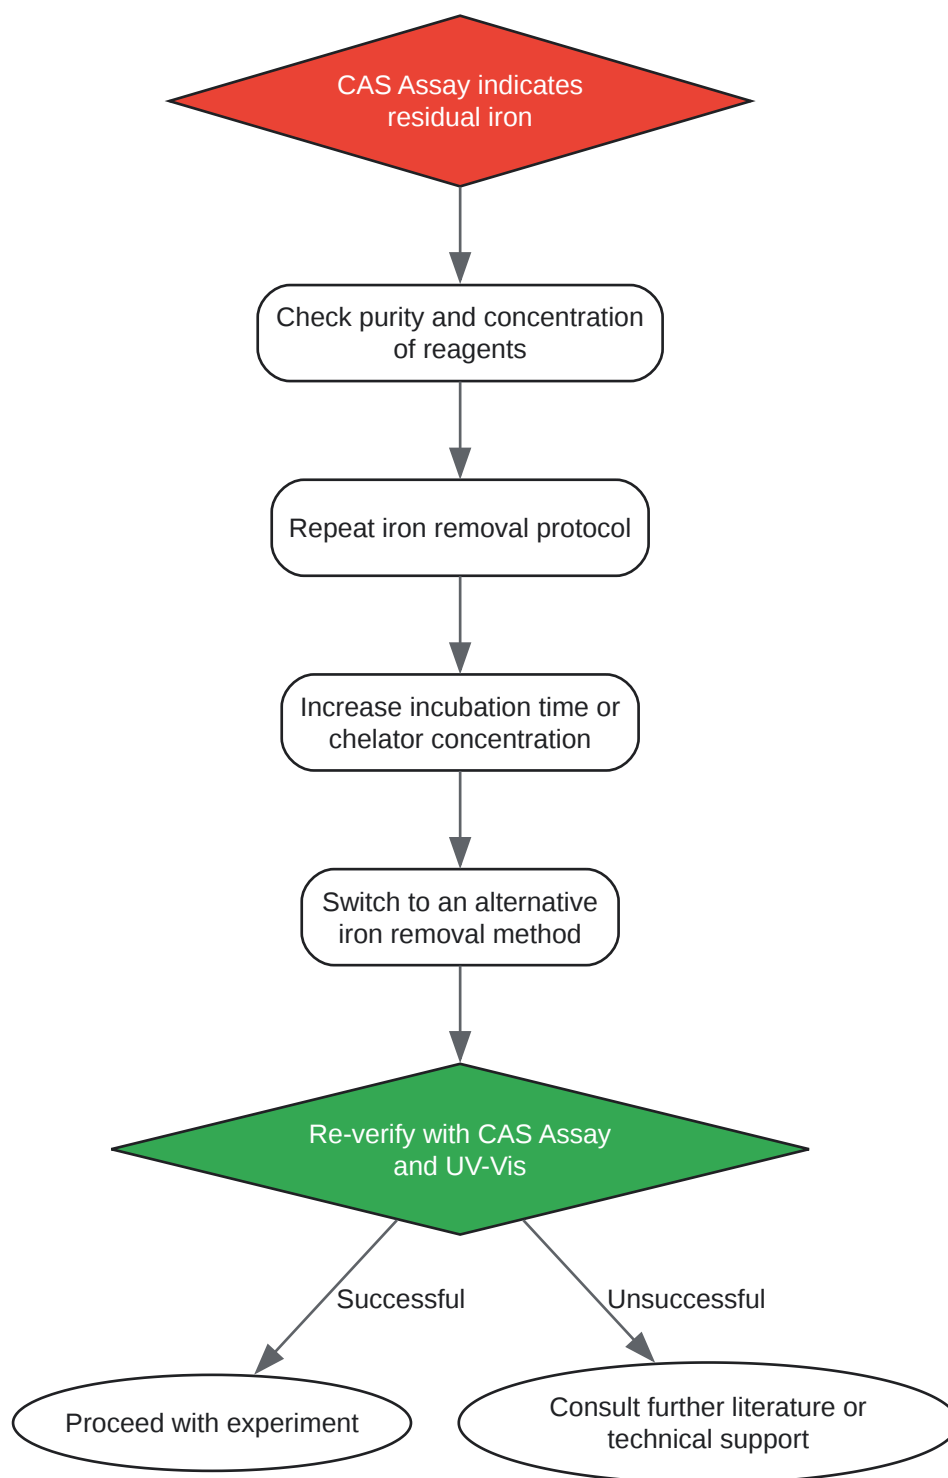 CAS Assay indicates
residual iron
Check purity and concentration
of reagents
Repeat iron removal protocol
Increase incubation time or
chelator concentration
Switch to an alternative
iron removal method
Re-verify with CAS Assay
and UV-Vis
Successful
Unsuccessful
Proceed with experiment
Consult further literature or
technical support